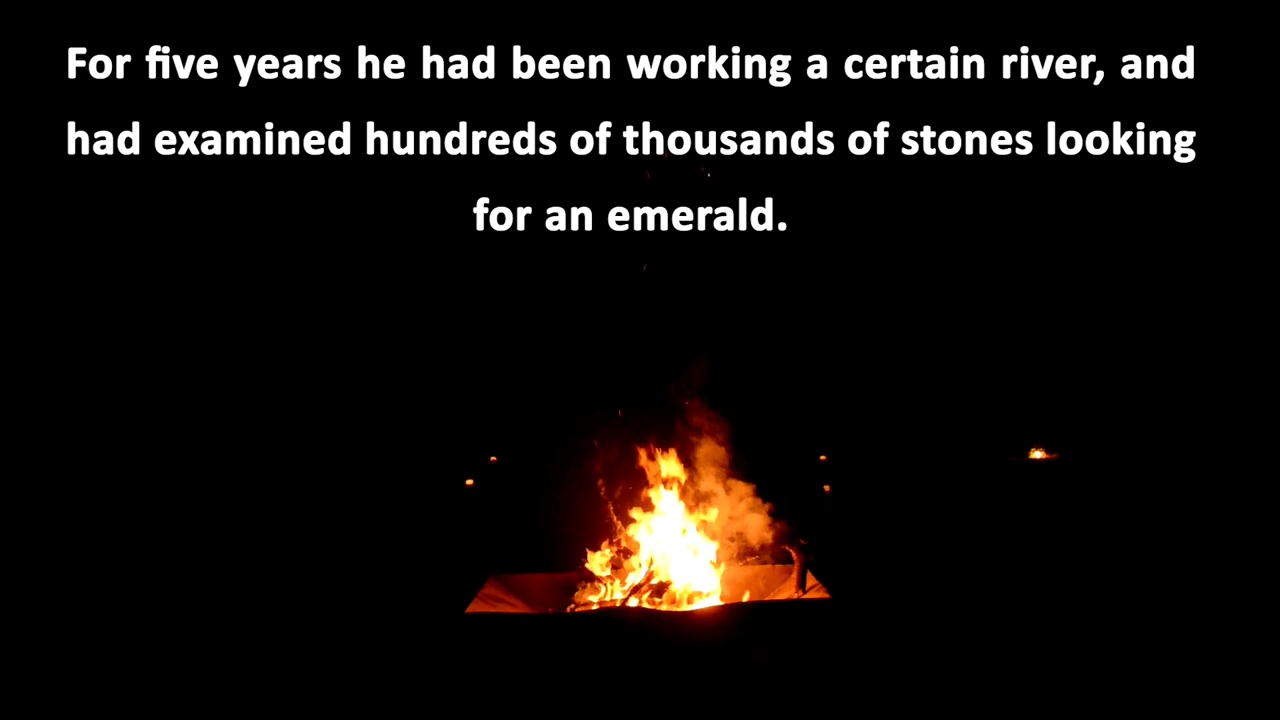 For five years he had been working a certain river, and
had examined hundreds of thousands of stones looking
for an emerald.